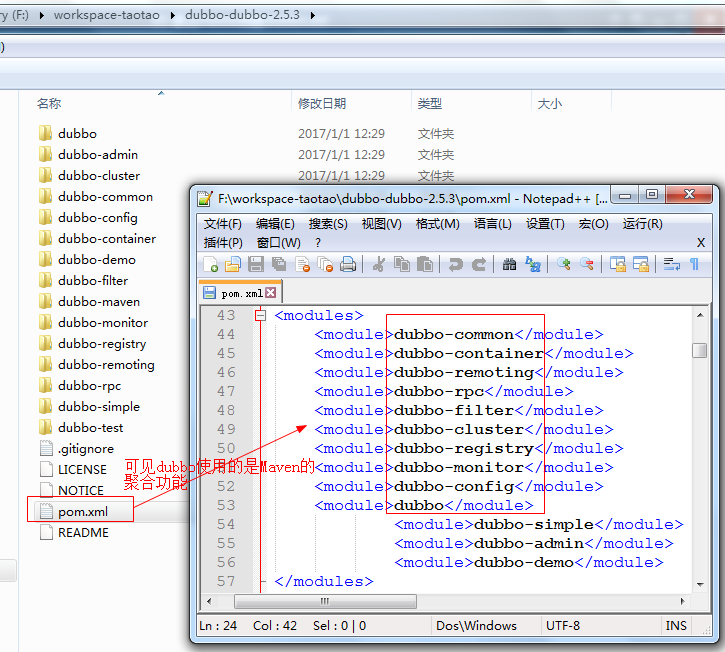 ry (F:) workspace-taotao dubbo-dubbo-2.5.3
)
名称 修改日期 类型 大小
dubbo 2017/1/1 12:29 文件夹
dubbo-admin 2017/1/1 12:29 文件夹
dubbo-cluster 2017/1/1 12:29 文件夹
dubbo-common
dubbo-config
dubbo-container
dubbo-demo
dubbo-filter
dubbo-maven
dubbo-monitor
dubbo-registry
dubbo-remoting
dubbo-rpc
dubbo-simple
dubbo-test
.gitignore
LICENSE
NOTICE
pom.xml
README
可见dubbo使用的是Maven的
聚合功能
F:\workspace-taotao\dubbo-dubbo-2.5.3\pom.xml - Notepad++ [...
文件(F) 编辑(E) 搜索(S) 视图(V) 格式(M) 语言(L) 设置(T) 宏(O) 运行(R)
插件(P) 窗口(W) ? X
pom.xml
43 <modules>
44 <module>dubbo-common</module>
45 <module>dubbo-container</module>
46 <module>dubbo-remoting</module>
47 <module>dubbo-rpc</module>
48 <module>dubbo-filter</module>
49 <module>dubbo-cluster</module>
50 <module>dubbo-registry</module>
51 <module>dubbo-monitor</module>
52 <module>dubbo-config</module>
53 <module>dubbo</module>
54 <module>dubbo-simple</module>
55 <module>dubbo-admin</module>
56 <module>dubbo-demo</module>
57 </modules>
Ln : 24 Col : 42 Sel : 0 | 0 Dos\Windows UTF-8 INS